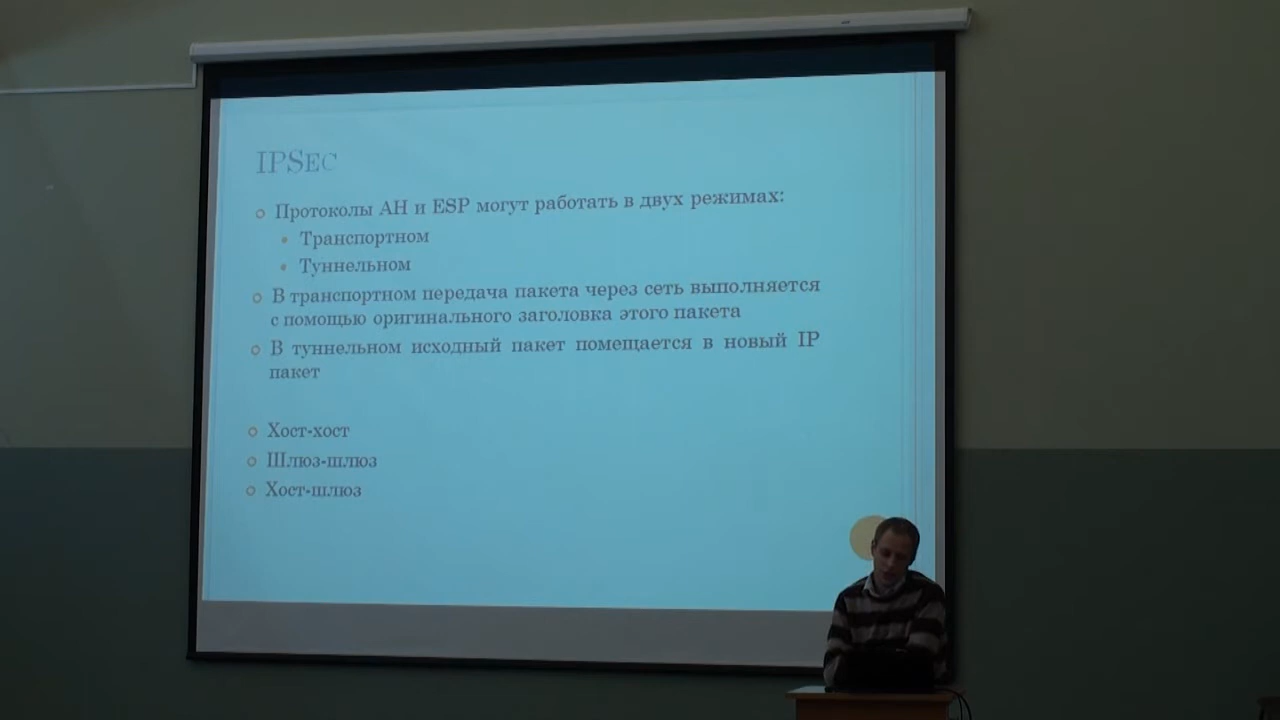 IPSec
Протоколы AH и ESP могут работать в двух режимах:
Транспортном
Туннельном
В транспортном передача пакета через сеть выполняется
с помощью оригинального заголовка этого пакета
В туннельном исходный пакет помещается в новый IP
пакет
Хост-хост
Шлюз-шлюз
Хост-шлюз